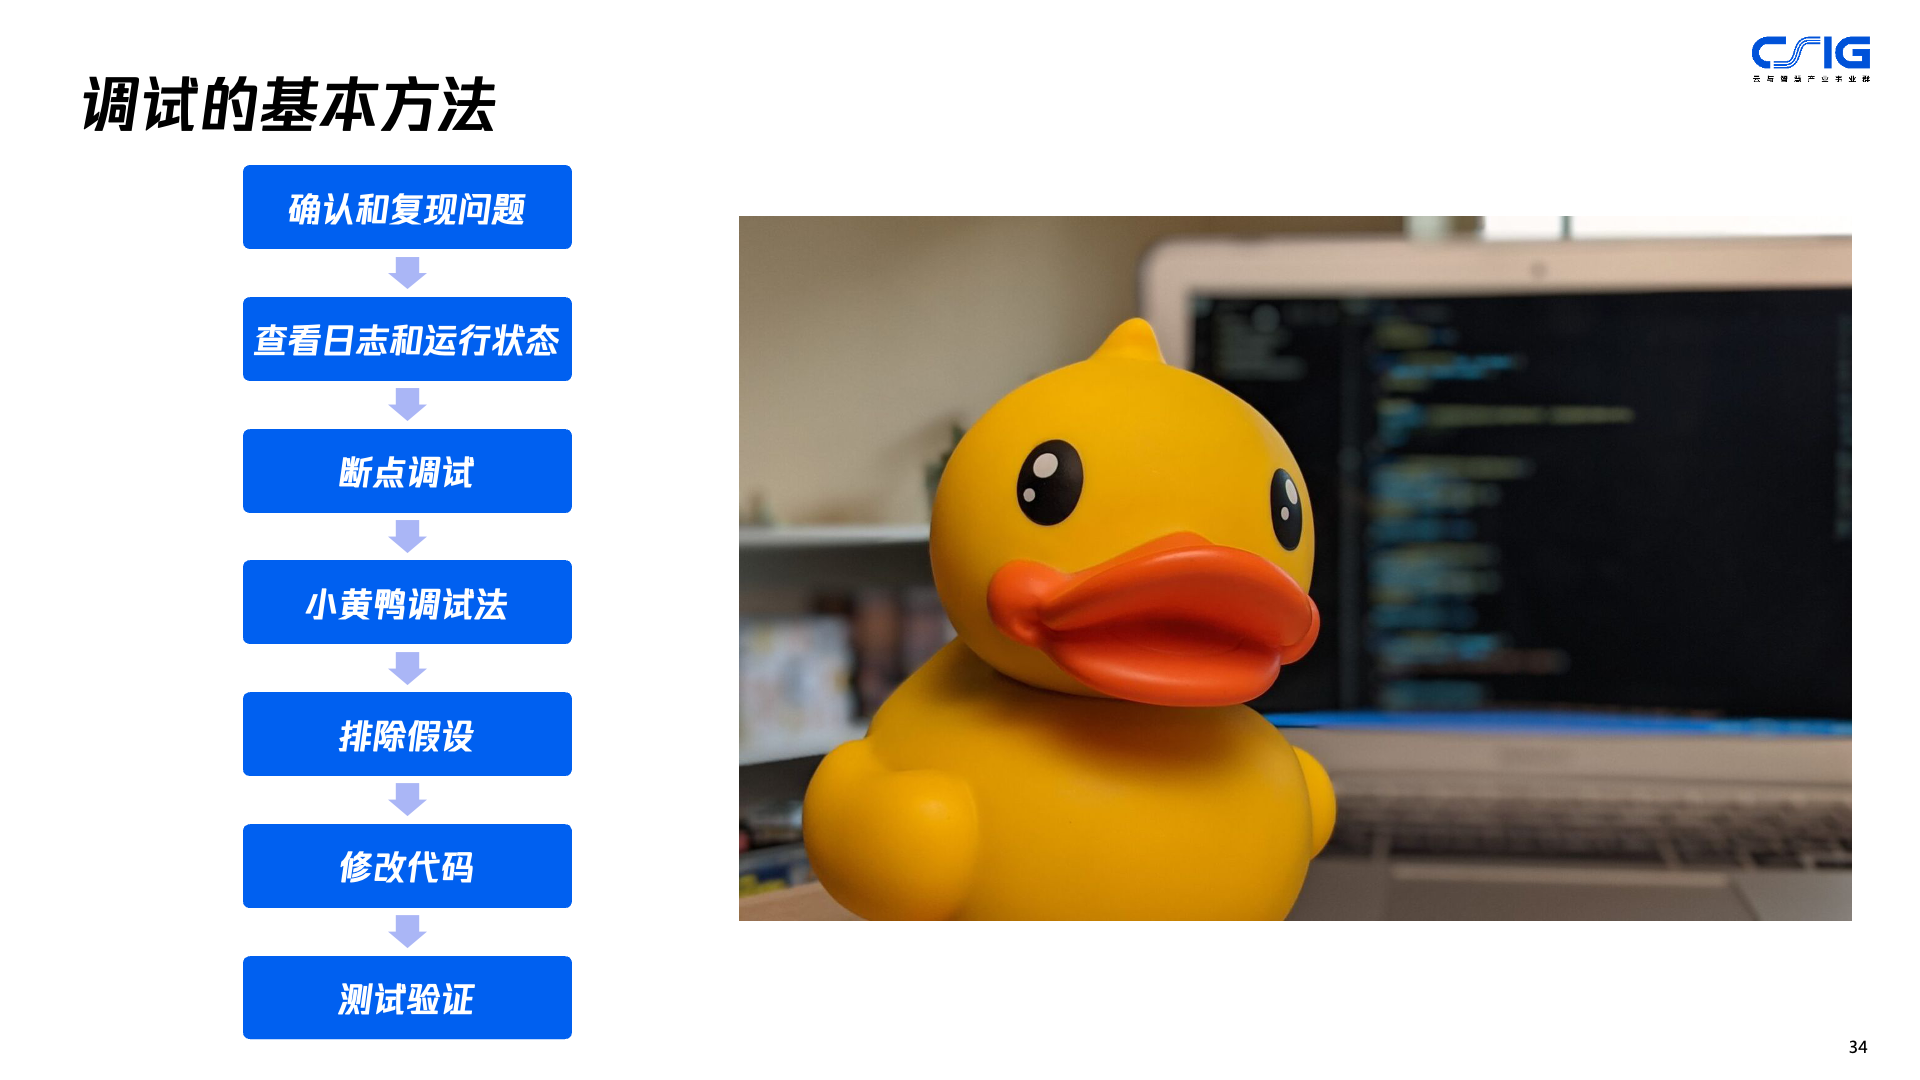 CSIG
云与智慧产业事业群
调试的基本方法
确认和复现问题
查看日志和运行状态
断点调试
小黄鸭调试法
排除假设
修改代码
测试验证
34